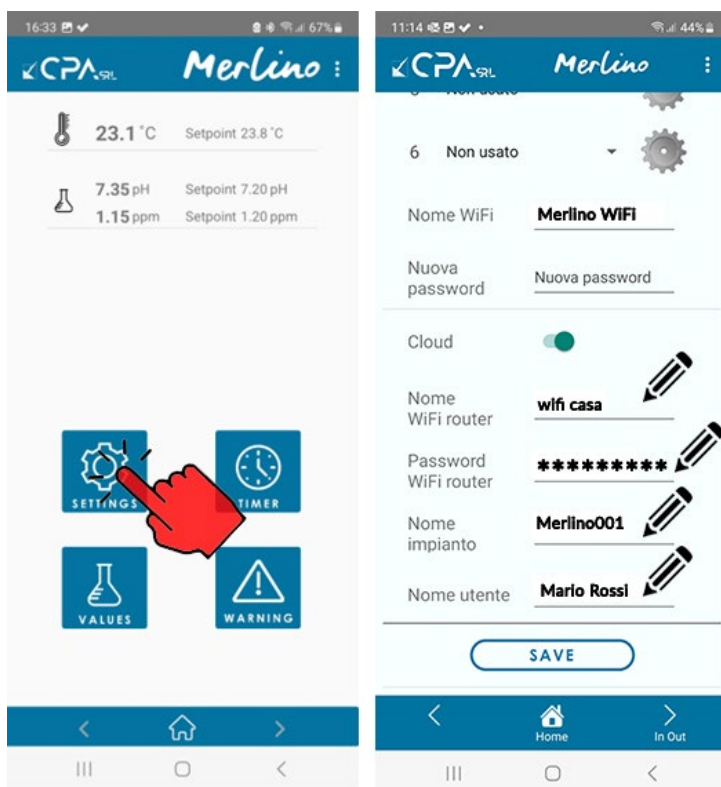 16:33
67%
CPA SRL
Merlino
23.1 °C Setpoint 23.8 °C
7.35 pH Setpoint 7.20 pH
1.15 ppm Setpoint 1.20 ppm
SETTINGS
TIMER
VALUES
WARNING
11:14
44%
CPA SRL
Merlino
6 Non usato
Nome WiFi Merlino WiFi
Nuova
password
Nuova password
Cloud
Nome
WiFi router
wifi casa
Password
WiFi router
*********
Nome
impianto
Merlino001
Nome utente Mario Rossi
SAVE
Home
In Out